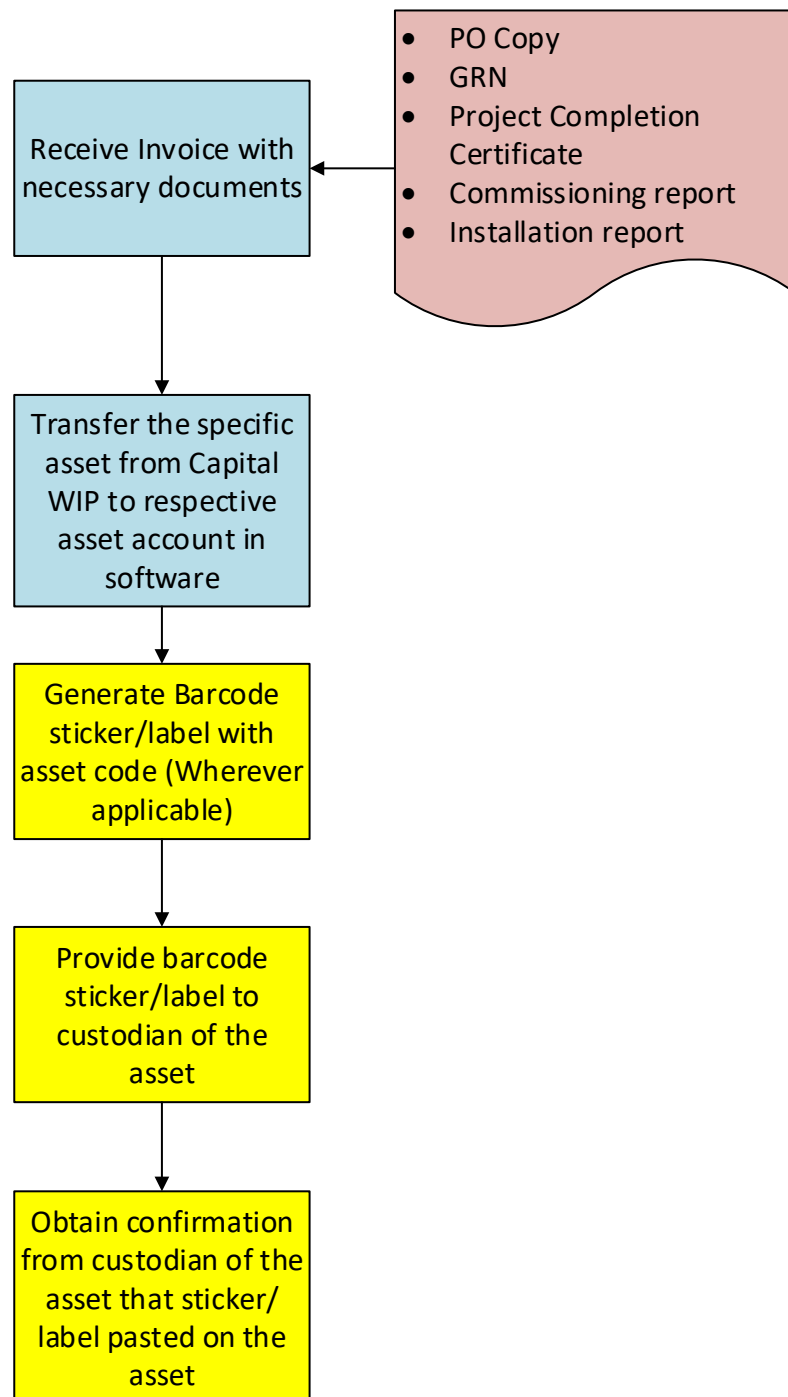 • PO Copy
• GRN
• Project Completion
Certificate
• Commissioning report
• Installation report
Receive Invoice with
necessary documents
Transfer the specific
asset from Capital
WIP to respective
asset account in
software
Generate Barcode
sticker/label with
asset code (Wherever
applicable)
Provide barcode
sticker/label to
custodian of the
asset
Obtain confirmation
from custodian of the
asset that sticker/
label pasted on the
asset